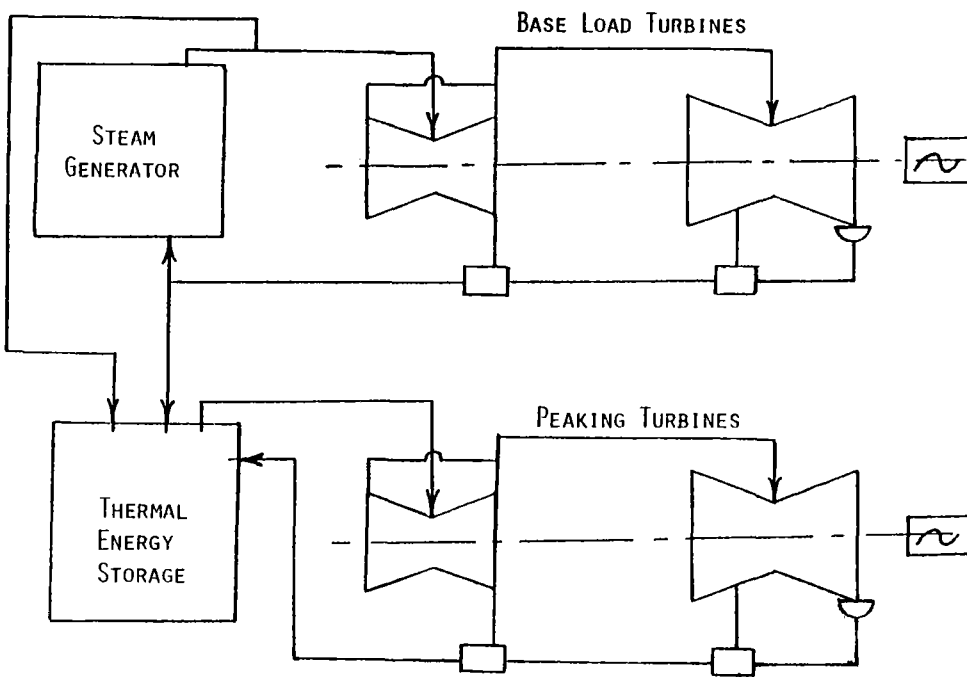 BASE LOAD TURBINES
STEAM
GENERATOR
PEAKING TURBINES
THERMAL
ENERGY
STORAGE